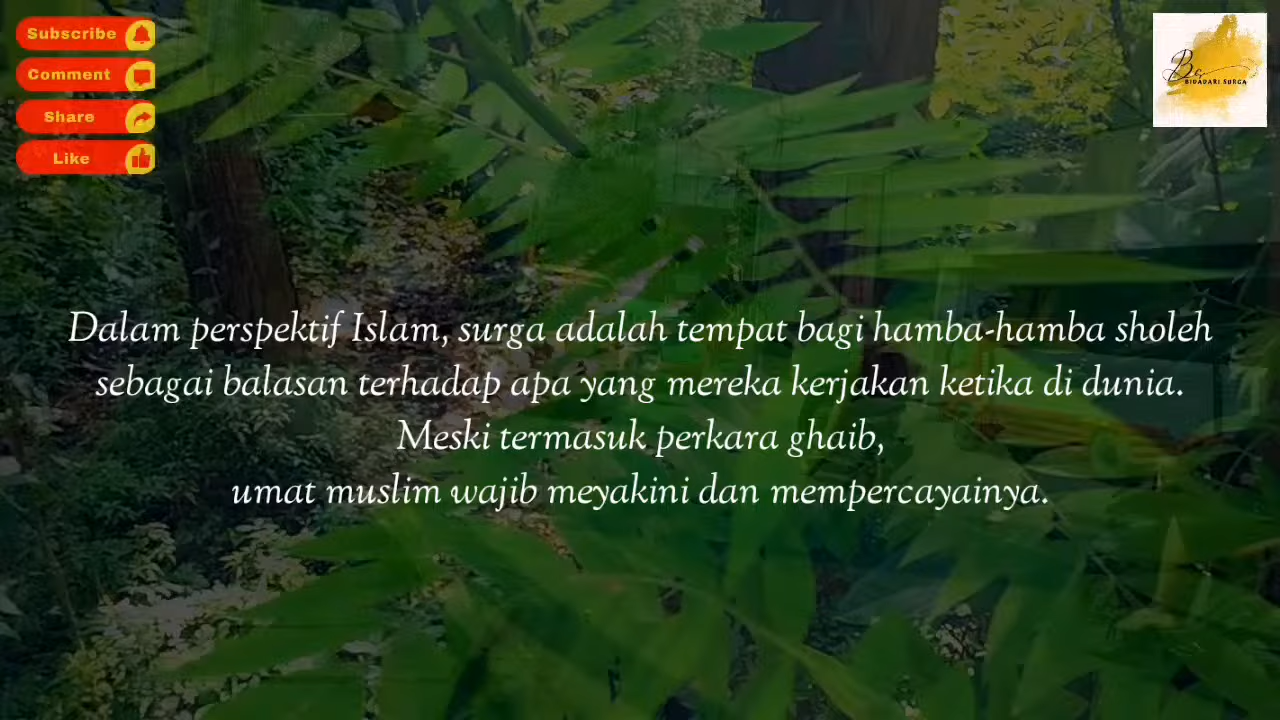 Subscribe
Comment
Share
Like
Bs
BIDADARI SURGA
Dalam perspektif Islam, surga adalah tempat bagi hamba-hamba sholeh
sebagai balasan terhadap apa yang mereka kerjakan ketika di dunia.
Meski termasuk perkara ghaib,
umat muslim wajib meyakini dan mempercayainya.